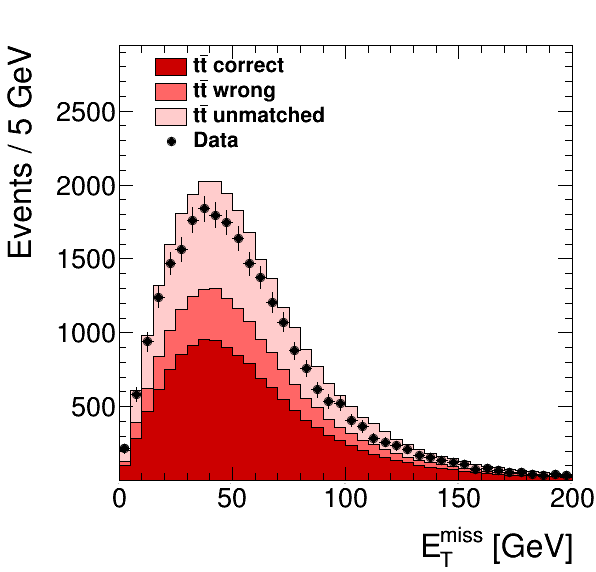 Events / 5 GeV
tt̄ correct
tt̄ wrong
tt̄ unmatched
Data
2500
2000
1500
1000
500
0 50 100 150 200
E_T^miss [GeV]